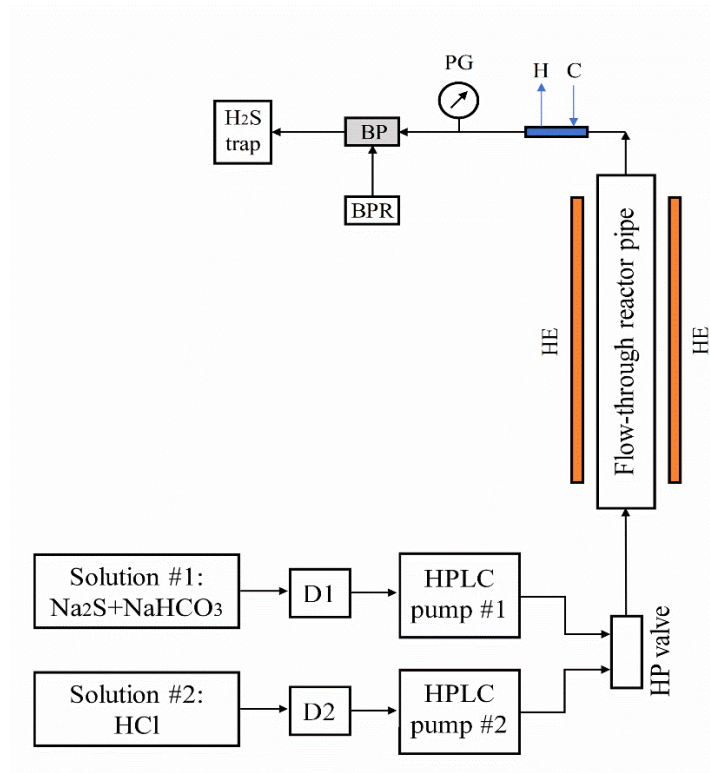 PG
H C
H2S
trap
BP
BPR
HE
Flow-through reactor pipe
HE
Solution #1:
Na2S+NaHCO3
D1
HPLC
pump #1
HP valve
Solution #2:
HCl
D2
HPLC
pump #2